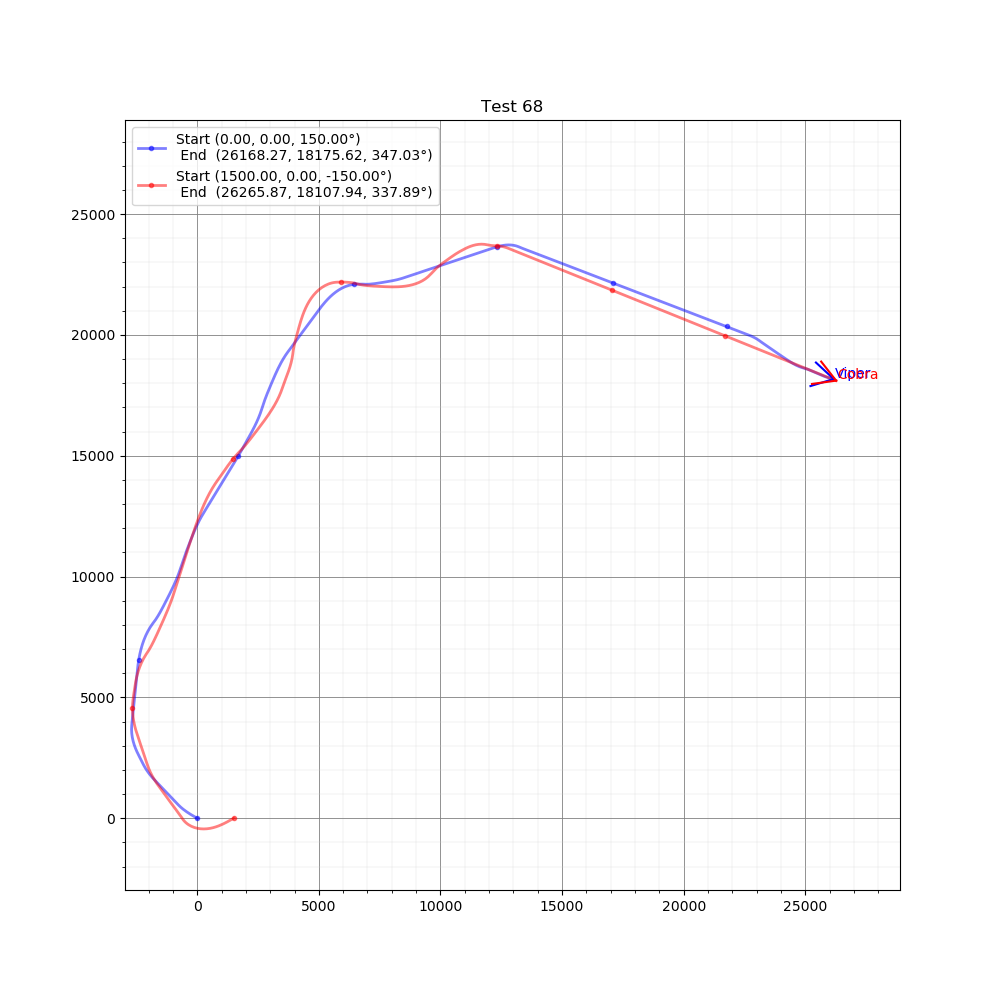 Test 68
Start (0.00, 0.00, 150.00°)
End (26168.27, 18175.62, 347.03°)
Start (1500.00, 0.00, -150.00°)
End (26265.87, 18107.94, 337.89°)
25000
20000
15000
10000
5000
0
Viper
Cobra
0 5000 10000 15000 20000 25000